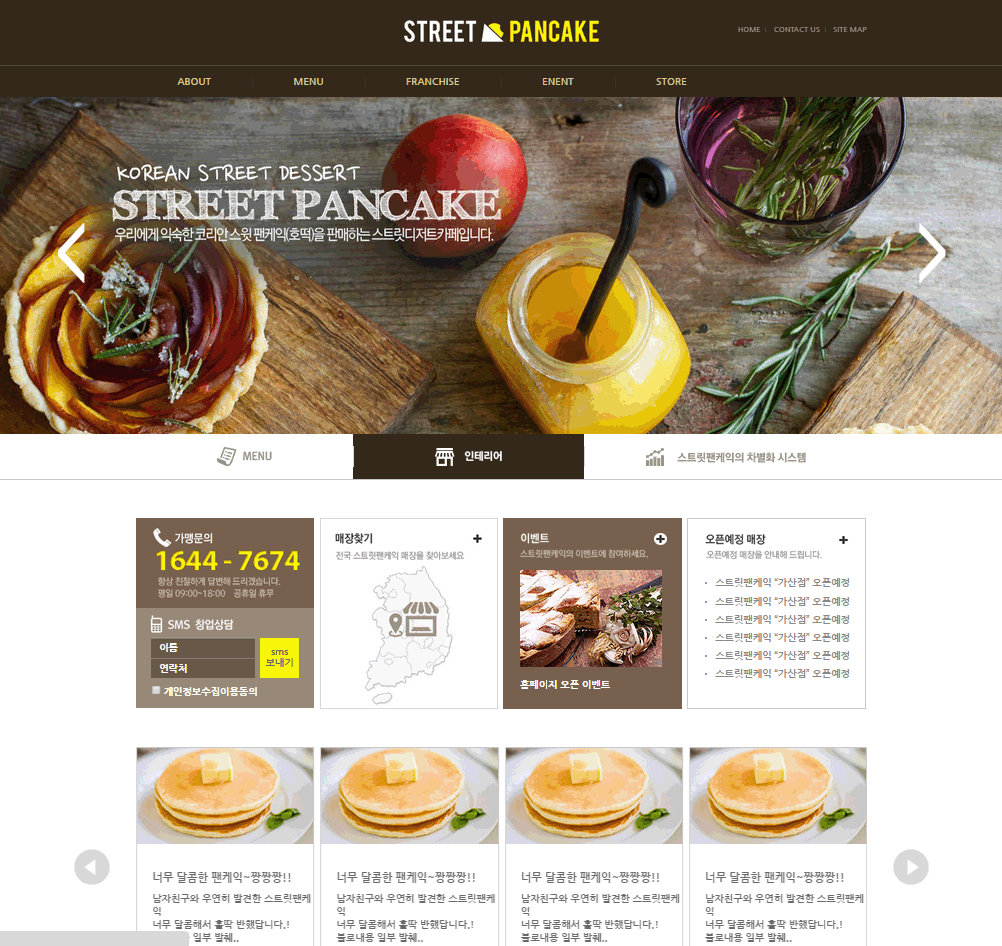 STREET PANCAKE
HOME
CONTACT US
SITE MAP
ABOUT
MENU
FRANCHISE
ENENT
STORE
KOREAN STREET DESSERT
STREET PANCAKE
우리에게 익숙한 코리안 스윗 팬케익(호떡)을 판매하는 스트릿디저트카페입니다.
MENU
인테리어
스트릿팬케익의 차별화 시스템
가맹문의
1644 - 7674
항상 친절하게 답변해 드리겠습니다.
평일 09:00~18:00 공휴일 휴무
SMS 창업상담
이름
연락처
sms
보내기
개인정보수집이용동의
매장찾기
전국 스트릿팬케익 매장을 찾아보세요
이벤트
스트릿팬케익의 이벤트에 참여하세요.
홈페이지 오픈 이벤트
오픈예정 매장
오픈예정 매장을 안내해 드립니다.
· 스트릿팬케익 “가산점” 오픈예정
· 스트릿팬케익 “가산점” 오픈예정
· 스트릿팬케익 “가산점” 오픈예정
· 스트릿팬케익 “가산점” 오픈예정
· 스트릿팬케익 “가산점” 오픈예정
· 스트릿팬케익 “가산점” 오픈예정
너무 달콤한 팬케익~짱짱짱!!
남자친구와 우연히 발견한 스트릿팬케
익
너무 달콤해서 홀딱 반했답니다.!
일부 발췌..
너무 달콤한 팬케익~짱짱짱!!
남자친구와 우연히 발견한 스트릿팬케
익
너무 달콤해서 홀딱 반했답니다.!
블로내용 일부 발췌..
너무 달콤한 팬케익~짱짱짱!!
남자친구와 우연히 발견한 스트릿팬케
익
너무 달콤해서 홀딱 반했답니다.!
블로내용 일부 발췌..
너무 달콤한 팬케익~짱짱짱!!
남자친구와 우연히 발견한 스트릿팬케
익
너무 달콤해서 홀딱 반했답니다.!
블로내용 일부 발췌..